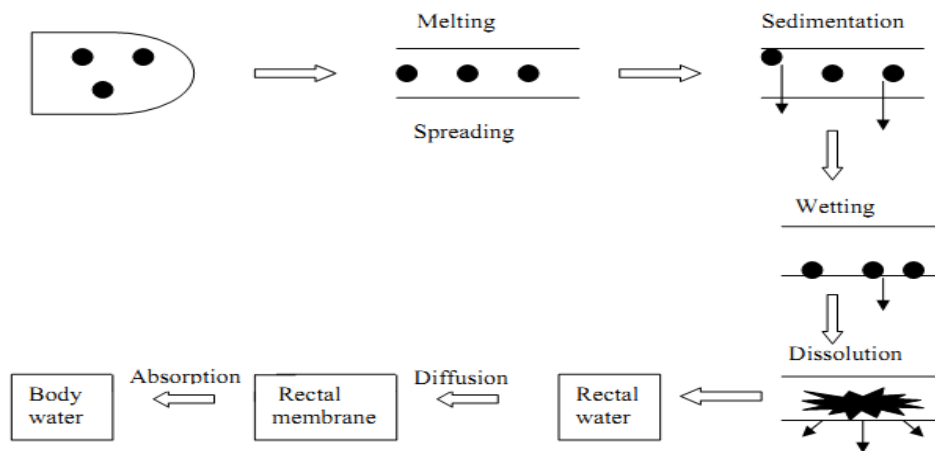 Melting
Spreading
Sedimentation
Wetting
Dissolution
Rectal
water
Diffusion
Rectal
membrane
Absorption
Body
water